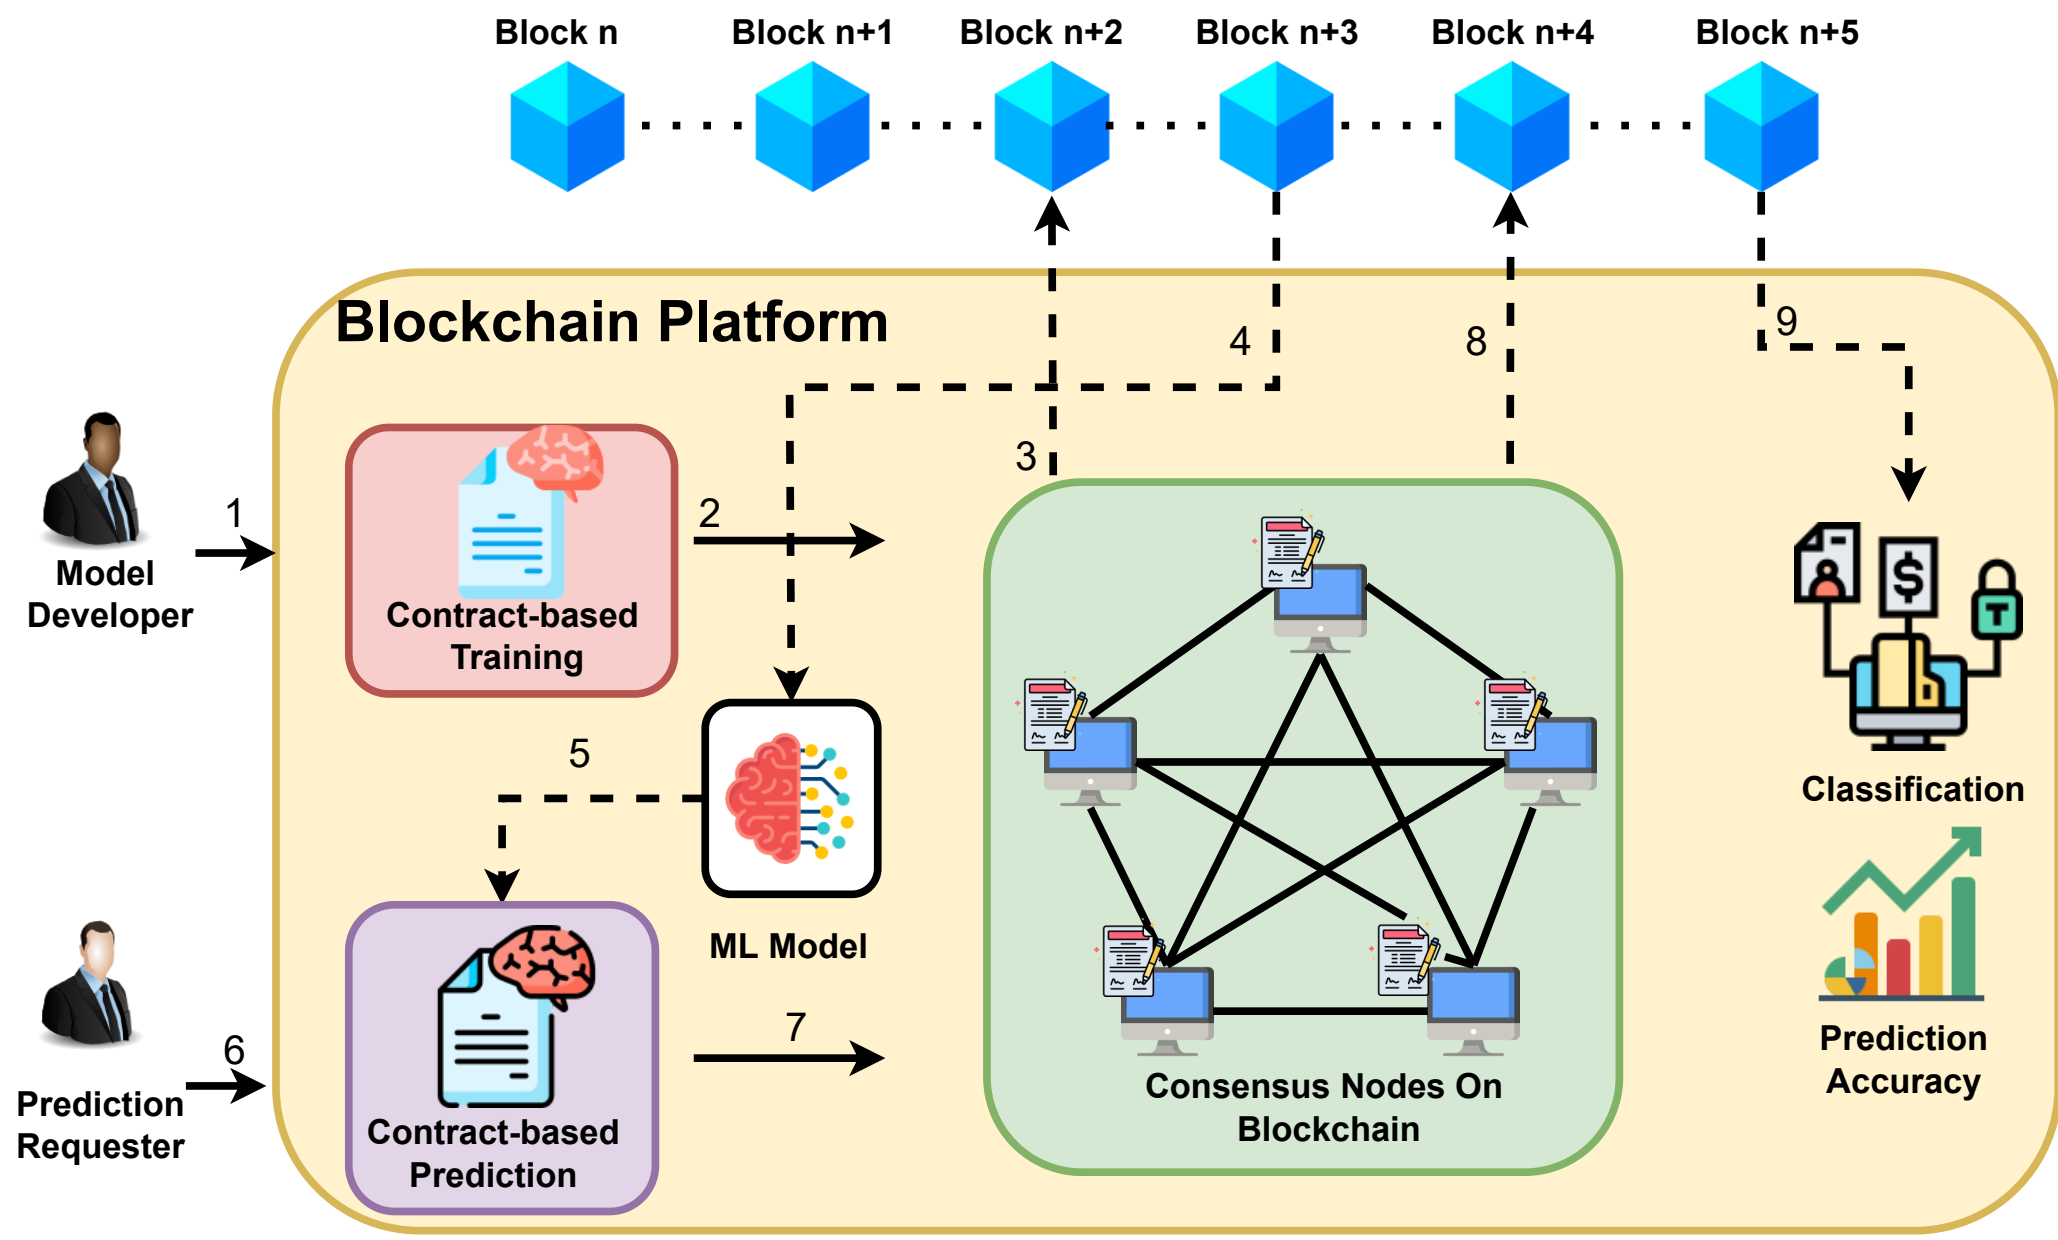 Block n
Block n+1
Block n+2
Block n+3
Block n+4
Block n+5
Blockchain Platform
4
8
9
3
1
2
Model
Developer
Contract-based
Training
5
ML Model
6
7
Prediction
Requester
Contract-based
Prediction
Consensus Nodes On
Blockchain
$
T
Classification
Prediction
Accuracy